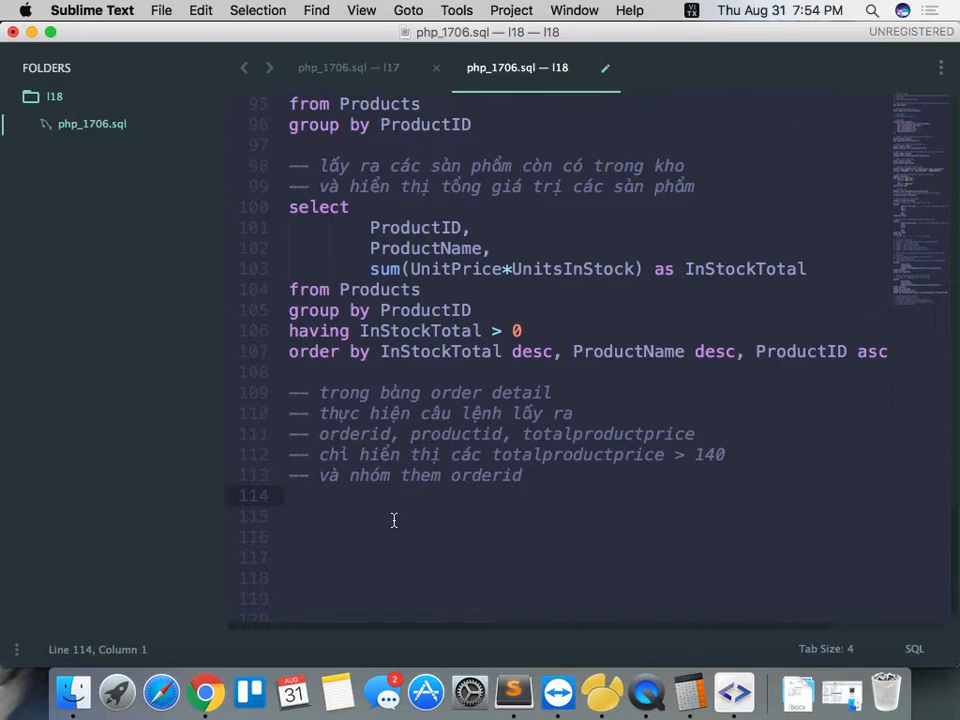 Sublime Text File Edit Selection Find View Goto Tools Project Window Help VI TX Thu Aug 31 7:54 PM
php_1706.sql — l18 — l18 UNREGISTERED
FOLDERS
l18
php_1706.sql
php_1706.sql — l17 php_1706.sql — l18
95 from Products
96 group by ProductID
97
98 -- lấy ra các sản phẩm còn có trong kho
99 -- và hiển thị tổng giá trị các sản phẩm
100 select
101 ProductID,
102 ProductName,
103 sum(UnitPrice*UnitsInStock) as InStockTotal
104 from Products
105 group by ProductID
106 having InStockTotal > 0
107 order by InStockTotal desc, ProductName desc, ProductID asc
108
109 -- trong bảng order detail
110 -- thực hiện câu lệnh lấy ra
111 -- orderid, productid, totalproductprice
112 -- chỉ hiển thị các totalproductprice > 140
113 -- và nhóm them orderid
114
115
116
117
118
119
120
Line 114, Column 1 Tab Size: 4 SQL
AUG
31
2
DOCX